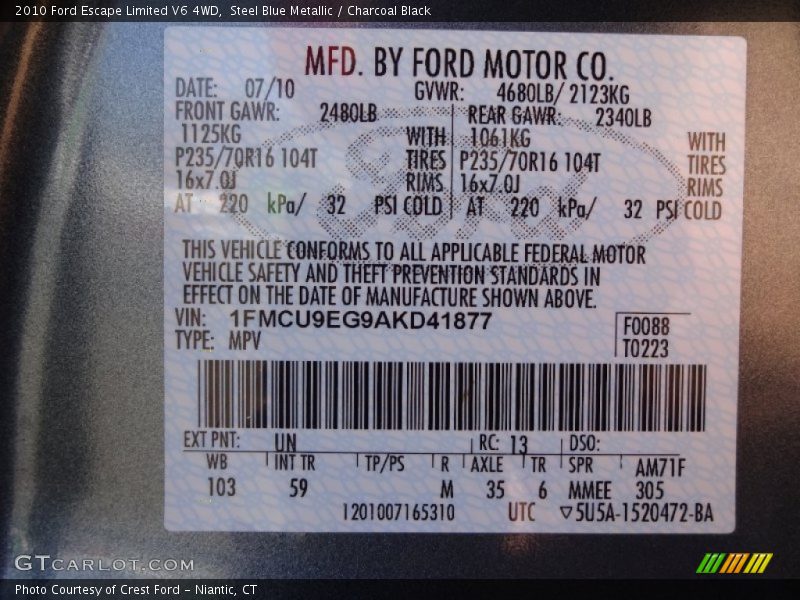 2010 Ford Escape Limited V6 4WD, Steel Blue Metallic / Charcoal Black
MFD. BY FORD MOTOR CO.
DATE: 07/10 GVWR: 4680LB/ 2123KG
FRONT GAWR: 2480LB REAR GAWR: 2340LB
1125KG WITH 1061KG WITH
P235/70R16 104T TIRES P235/70R16 104T TIRES
16x7.0J RIMS 16x7.0J RIMS
AT 220 kPa/ 32 PSI COLD AT 220 kPa/ 32 PSI COLD
Ford
THIS VEHICLE CONFORMS TO ALL APPLICABLE FEDERAL MOTOR
VEHICLE SAFETY AND THEFT PREVENTION STANDARDS IN
EFFECT ON THE DATE OF MANUFACTURE SHOWN ABOVE.
VIN: 1FMCU9EG9AKD41877
TYPE: MPV
F0088
T0223
EXT PNT: UN RC: 13 DSO:
WB INT TR TP/PS R AXLE TR SPR AM71F
103 59 M 35 6 MMEE 305
1201007165310 UTC ▽5U5A-1520472-BA
GTCARLOT.COM
Photo Courtesy of Crest Ford - Niantic, CT